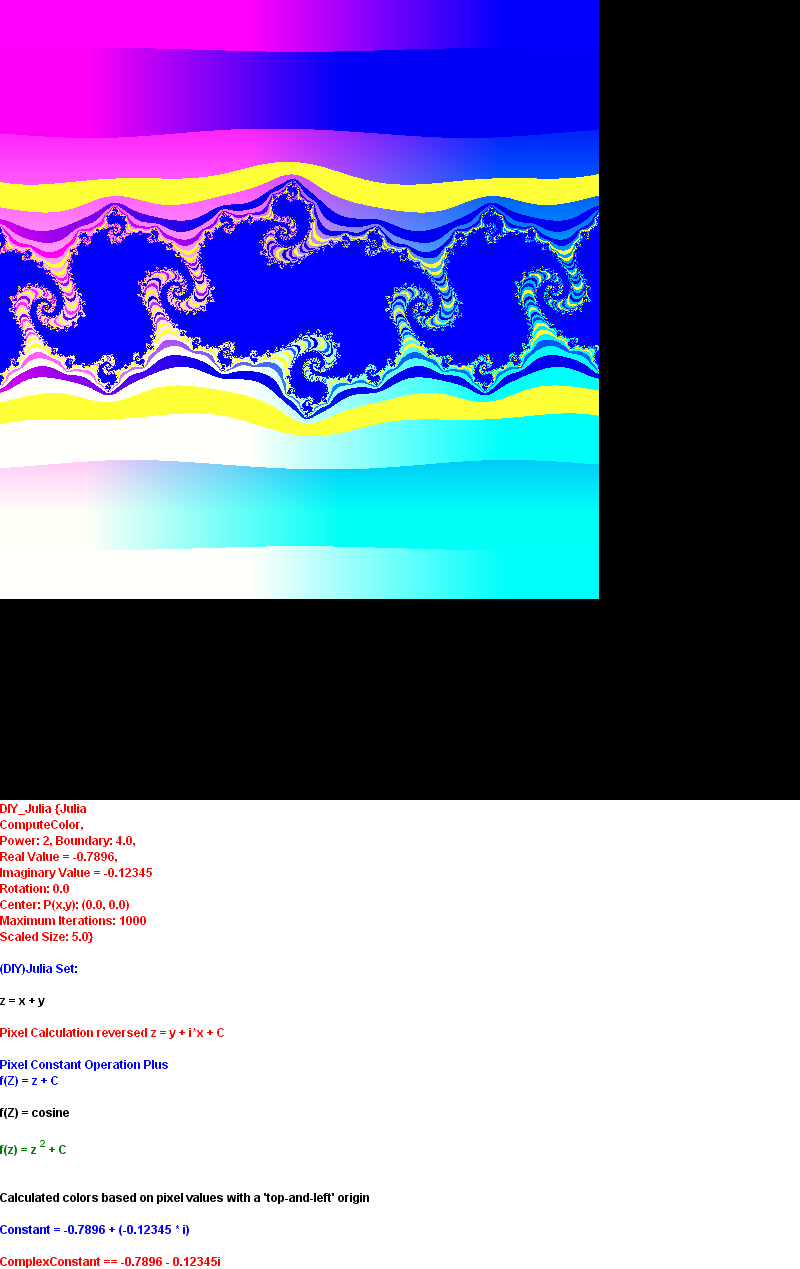 DIY_Julia {Julia
ComputeColor,
Power: 2, Boundary: 4.0,
Real Value = -0.7896,
Imaginary Value = -0.12345
Rotation: 0.0
Center: P(x,y): (0.0, 0.0)
Maximum Iterations: 1000
Scaled Size: 5.0}
(DIY)Julia Set:
z = x + y
Pixel Calculation reversed z = y + i*x + C
Pixel Constant Operation Plus
f(Z) = z + C
f(Z) = cosine
f(z) = z 2 + C
Calculated colors based on pixel values with a 'top-and-left' origin
Constant = -0.7896 + (-0.12345 * i)
ComplexConstant == -0.7896 - 0.12345i